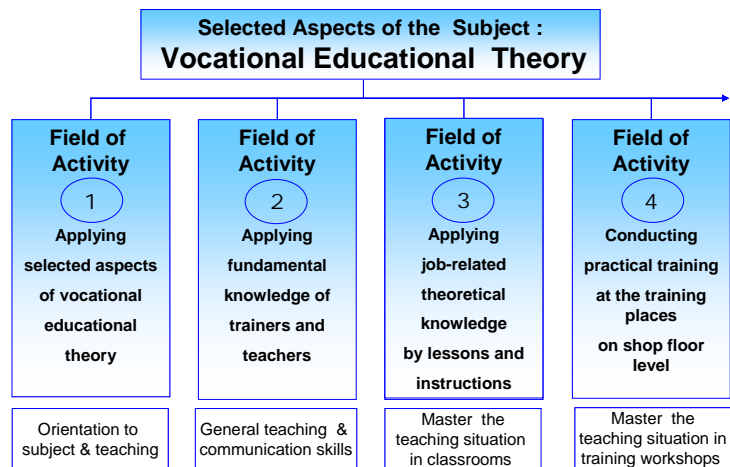 Selected Aspects of the Subject :
Vocational Educational Theory
Field of
Activity
1
Applying
selected aspects
of vocational
educational
theory
Orientation to
subject & teaching
Field of
Activity
2
Applying
fundamental
knowledge of
trainers and
teachers
General teaching &
communication skills
Field of
Activity
3
Applying
job-related
theoretical
knowledge
by lessons and
instructions
Master the
teaching situation
in classrooms
Field of
Activity
4
Conducting
practical training
at the training
places
on shop floor
level
Master the
teaching situation in
training workshops